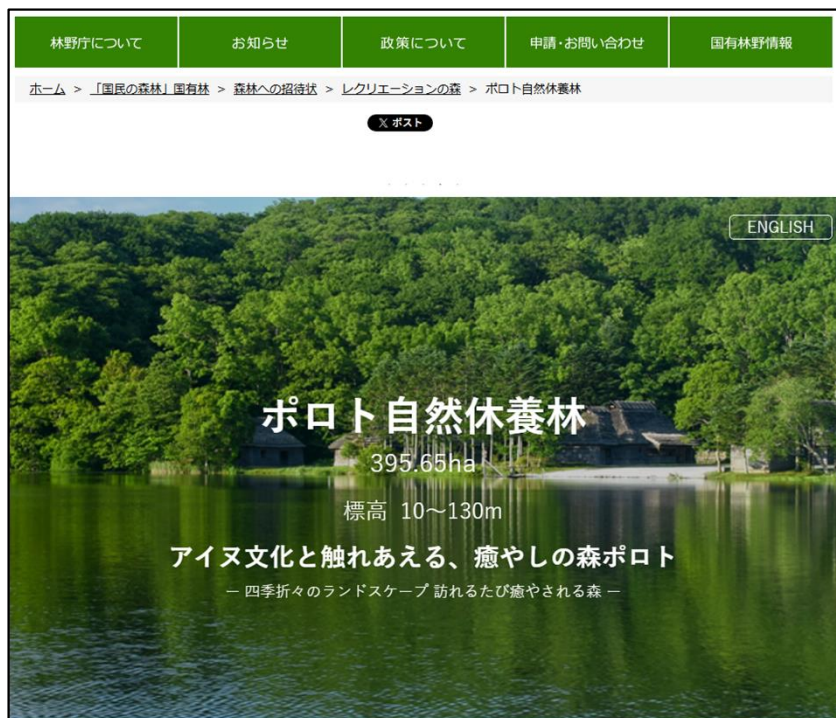 林野庁について お知らせ 政策について 申請・お問い合わせ 国有林野情報
ホーム > 「国民の森林」国有林 > 森林への招待状 > レクリエーションの森 > ポロト自然休養林
X ポスト
ENGLISH
ポロト自然休養林
395.65ha
標高 10～130m
アイヌ文化と触れあえる、癒やしの森ポロト
― 四季折々のランドスケープ 訪れるたび癒やされる森 ―